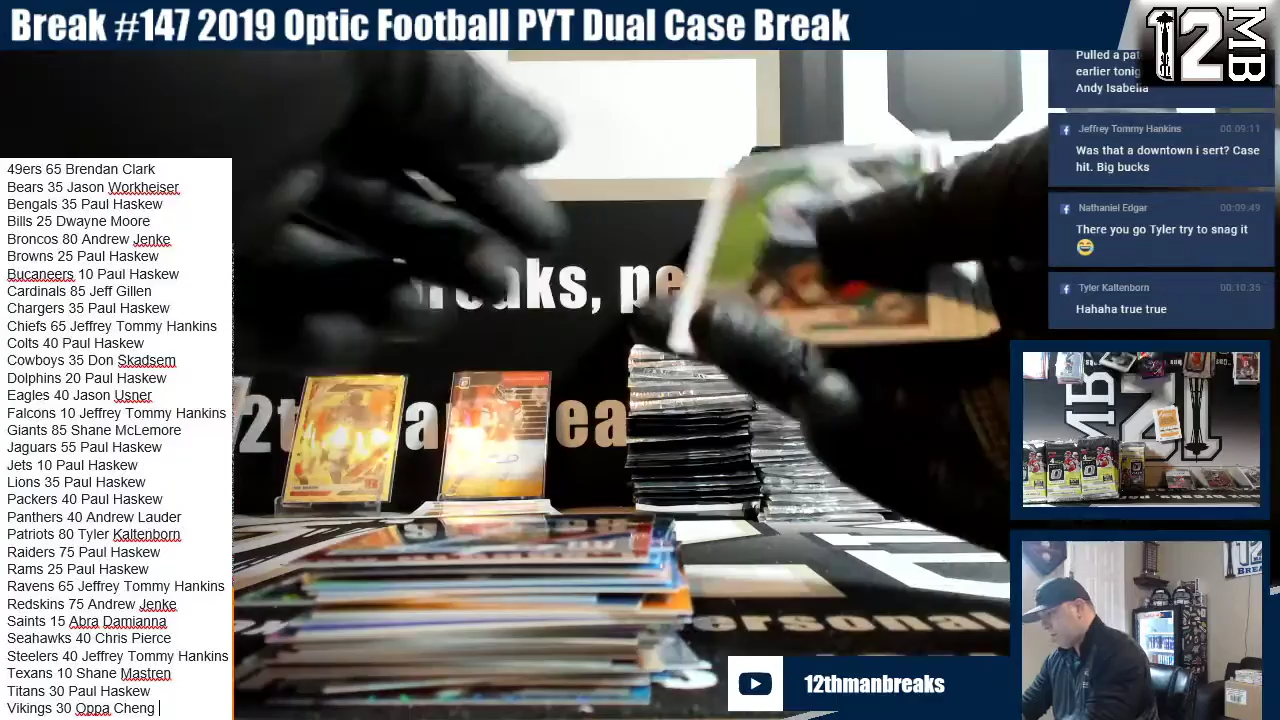 Break #147 2019 Optic Football PYT Dual Case Break
12
MB
49ers 65 Brendan Clark
Bears 35 Jason Workheiser
Bengals 35 Paul Haskew
Bills 25 Dwayne Moore
Broncos 80 Andrew Jenke
Browns 25 Paul Haskew
Bucaneers 10 Paul Haskew
Cardinals 85 Jeff Gillen
Chargers 35 Paul Haskew
Chiefs 65 Jeffrey Tommy Hankins
Colts 40 Paul Haskew
Cowboys 35 Don Skadsem
Dolphins 20 Paul Haskew
Eagles 40 Jason Usner
Falcons 10 Jeffrey Tommy Hankins
Giants 85 Shane McLemore
Jaguars 55 Paul Haskew
Jets 10 Paul Haskew
Lions 35 Paul Haskew
Packers 40 Paul Haskew
Panthers 40 Andrew Lauder
Patriots 80 Tyler Kaltenborn
Raiders 75 Paul Haskew
Rams 25 Paul Haskew
Ravens 65 Jeffrey Tommy Hankins
Redskins 75 Andrew Jenke
Saints 15 Abra Damianna
Seahawks 40 Chris Pierce
Steelers 40 Jeffrey Tommy Hankins
Texans 10 Shane Mastren
Titans 30 Paul Haskew
Vikings 30 Oppa Cheng
Pulled a
earlier
Andy Isabella
Jeffrey Tommy Hankins 00:09:11
Was that a downtown i sert? Case
hit. Big bucks
Nathaniel Edgar 00:09:49
There you go Tyler try to snag it
😂
Tyler Kaltenborn 00:10:35
Hahaha true true
12thmanbreaks